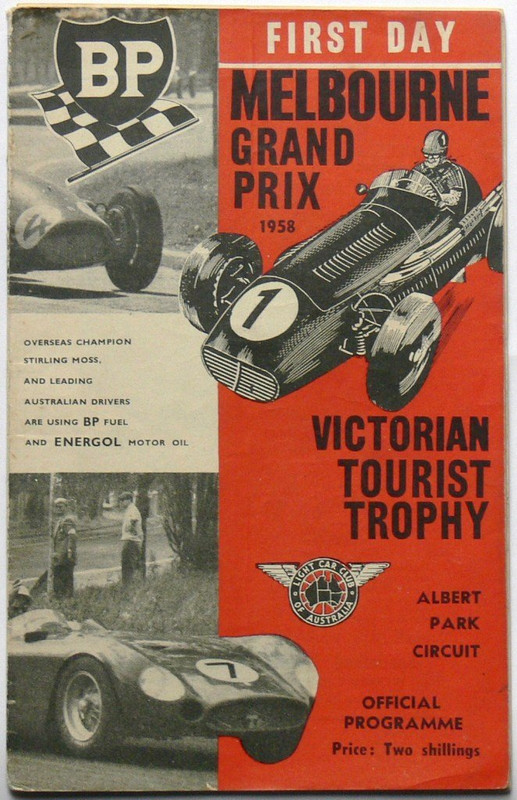 BP
FIRST DAY
MELBOURNE
GRAND
PRIX
1958
4
1
1
OVERSEAS CHAMPION
STIRLING MOSS,
AND LEADING
AUSTRALIAN DRIVERS
ARE USING BP FUEL
AND ENERGOL MOTOR OIL
VICTORIAN
TOURIST
TROPHY
LIGHT CAR CLUB
OF AUSTRALIA
7
ALBERT
PARK
CIRCUIT
OFFICIAL
PROGRAMME
Price: Two shillings